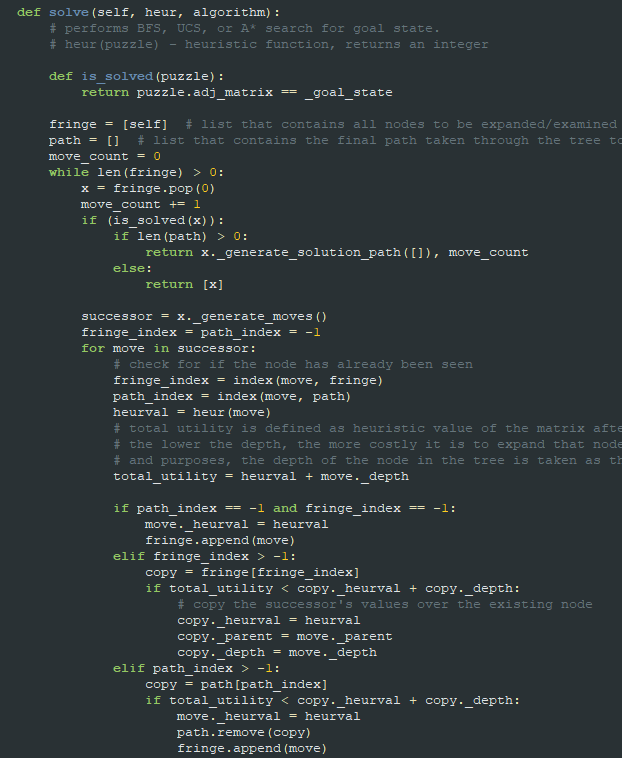 def solve(self, heur, algorithm):
    # performs BFS, UCS, or A* search for goal state.
    # heur(puzzle) - heuristic function, returns an integer

    def is_solved(puzzle):
        return puzzle.adj_matrix == _goal_state

    fringe = [self]  # list that contains all nodes to be expanded/examined
    path = []  # list that contains the final path taken through the tree to
    move_count = 0
    while len(fringe) > 0:
        x = fringe.pop(0)
        move_count += 1
        if (is_solved(x)):
            if len(path) > 0:
                return x._generate_solution_path([]), move_count
            else:
                return [x]

        successor = x._generate_moves()
        fringe_index = path_index = -1
        for move in successor:
            # check for if the node has already been seen
            fringe_index = index(move, fringe)
            path_index = index(move, path)
            heurval = heur(move)
            # total utility is defined as heuristic value of the matrix afte
            # the lower the depth, the more costly it is to expand that node
            # and purposes, the depth of the node in the tree is taken as th
            total_utility = heurval + move._depth

            if path_index == -1 and fringe_index == -1:
                move._heurval = heurval
                fringe.append(move)
            elif fringe_index > -1:
                copy = fringe[fringe_index]
                if total_utility < copy._heurval + copy._depth:
                    # copy the successor's values over the existing node
                    copy._heurval = heurval
                    copy._parent = move._parent
                    copy._depth = move._depth
            elif path_index > -1:
                copy = path[path_index]
                if total_utility < copy._heurval + copy._depth:
                    move._heurval = heurval
                    path.remove(copy)
                    fringe.append(move)